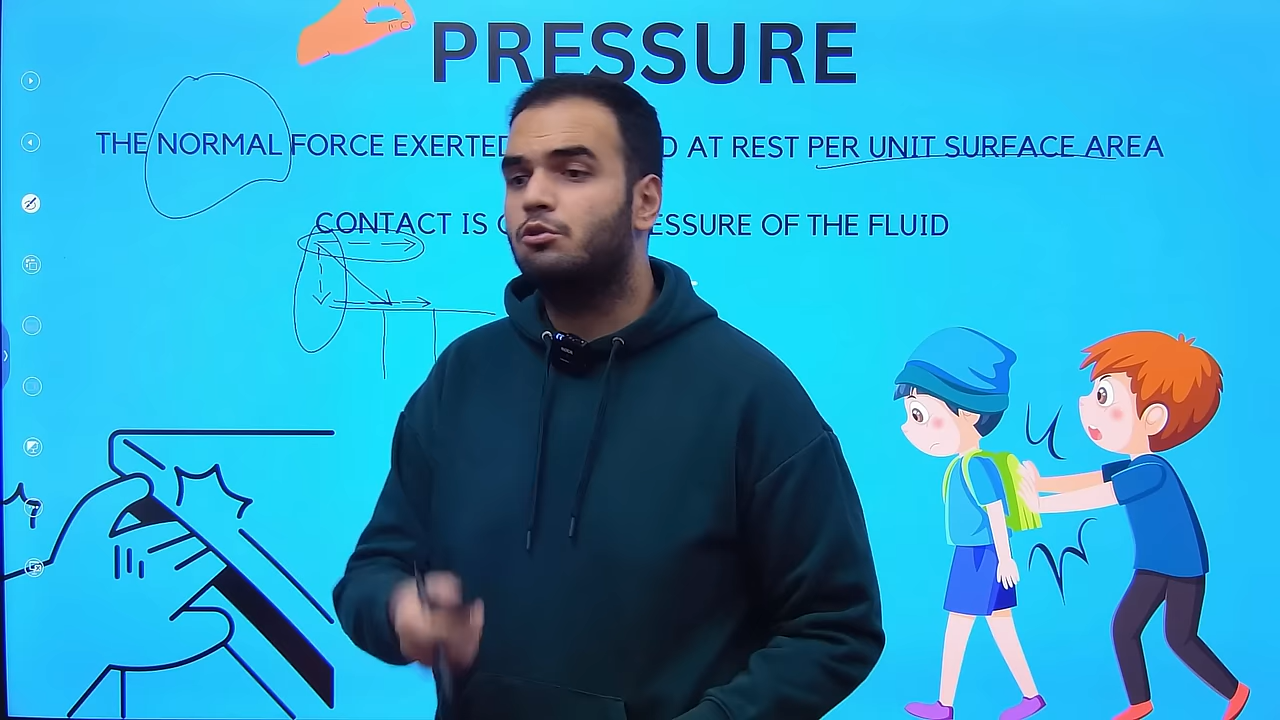 PRESSURE
THE NORMAL FORCE EXERTED D AT REST PER UNIT SURFACE AREA
CONTACT IS ESSURE OF THE FLUID